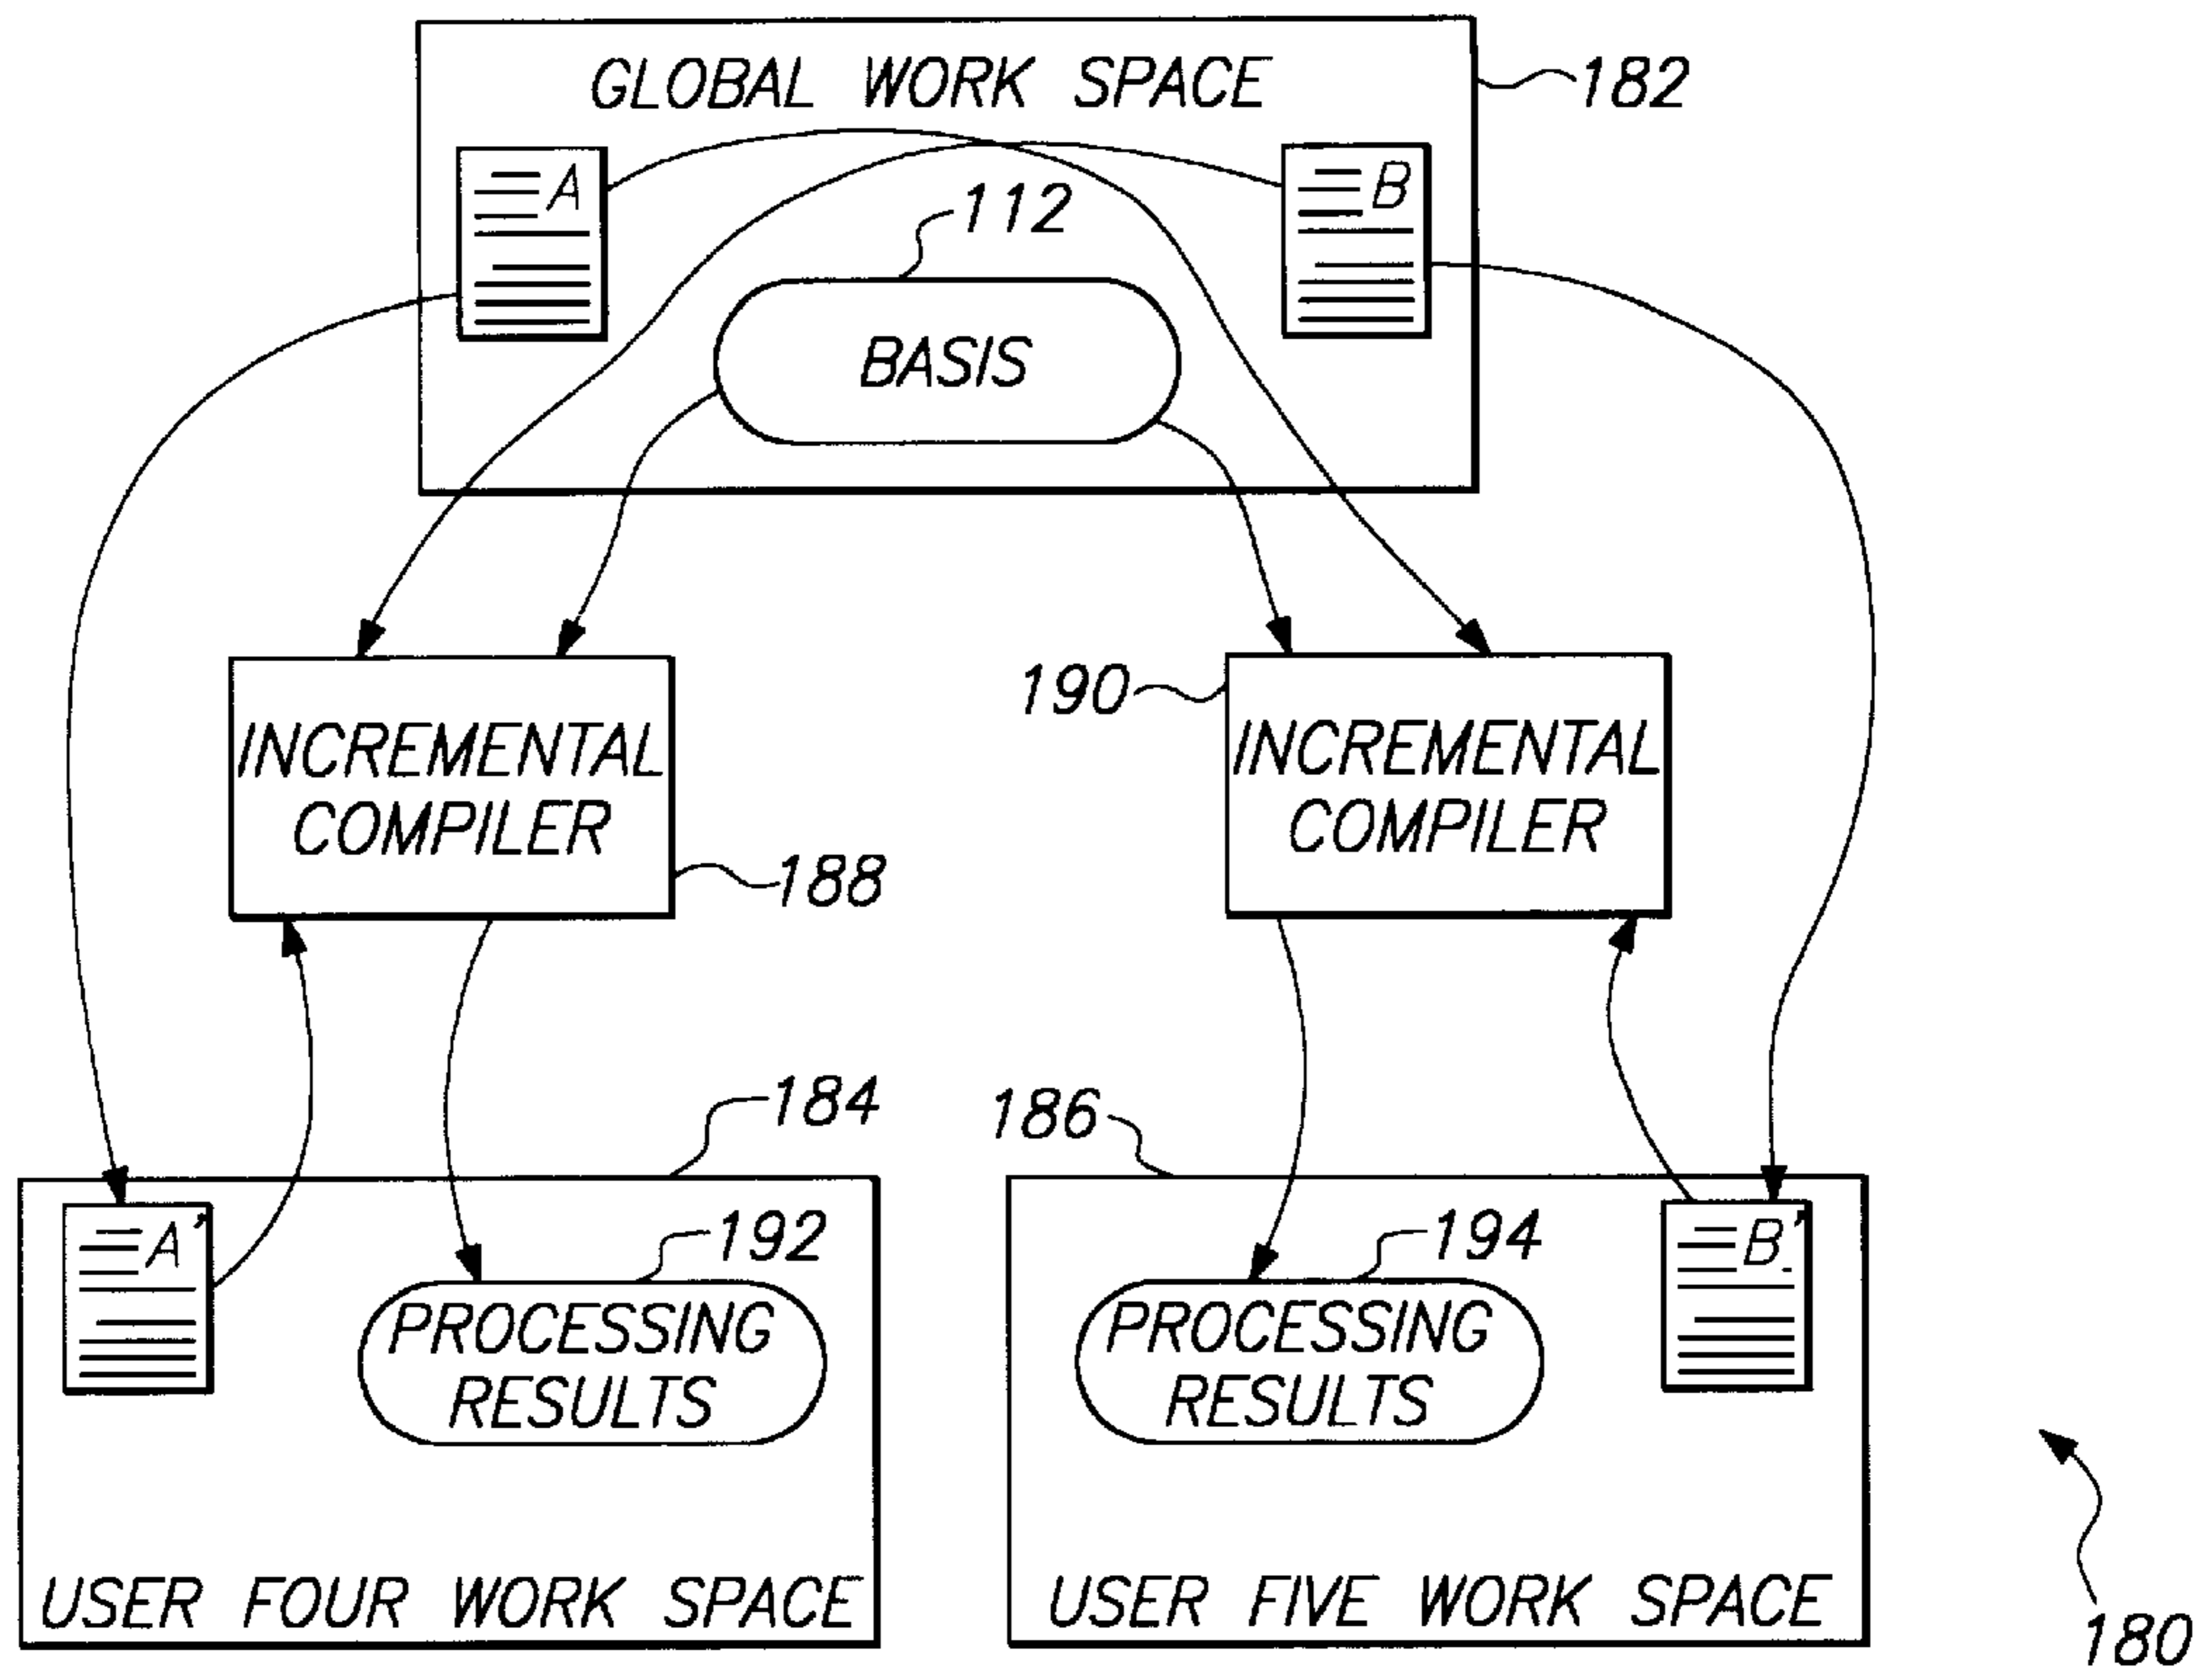 GLOBAL WORK SPACE
182
A
B
112
BASIS
190
INCREMENTAL
COMPILER
188
INCREMENTAL
COMPILER
184
186
A'
192
PROCESSING
RESULTS
194
PROCESSING
RESULTS
B'
USER FOUR WORK SPACE
USER FIVE WORK SPACE
180